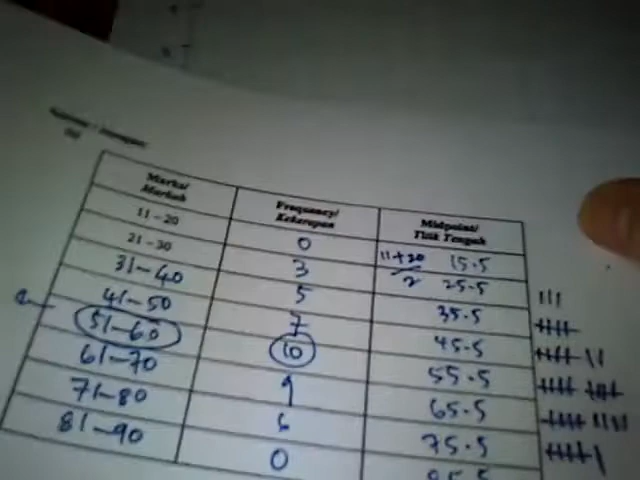 Marks/ Frequency/ Midpoint/
Markah Kekerapan Titik Tengah
11 – 20 0 11+20/2 15.5
21 – 30 3 25.5 |||
31–40 5 35.5 ||||
41–50 7 45.5 |||| ||
51–60 10 55.5 |||| ||||
61–70 9 65.5 |||| ||||
71–80 6 75.5 |||| |
81–90 0 85.5